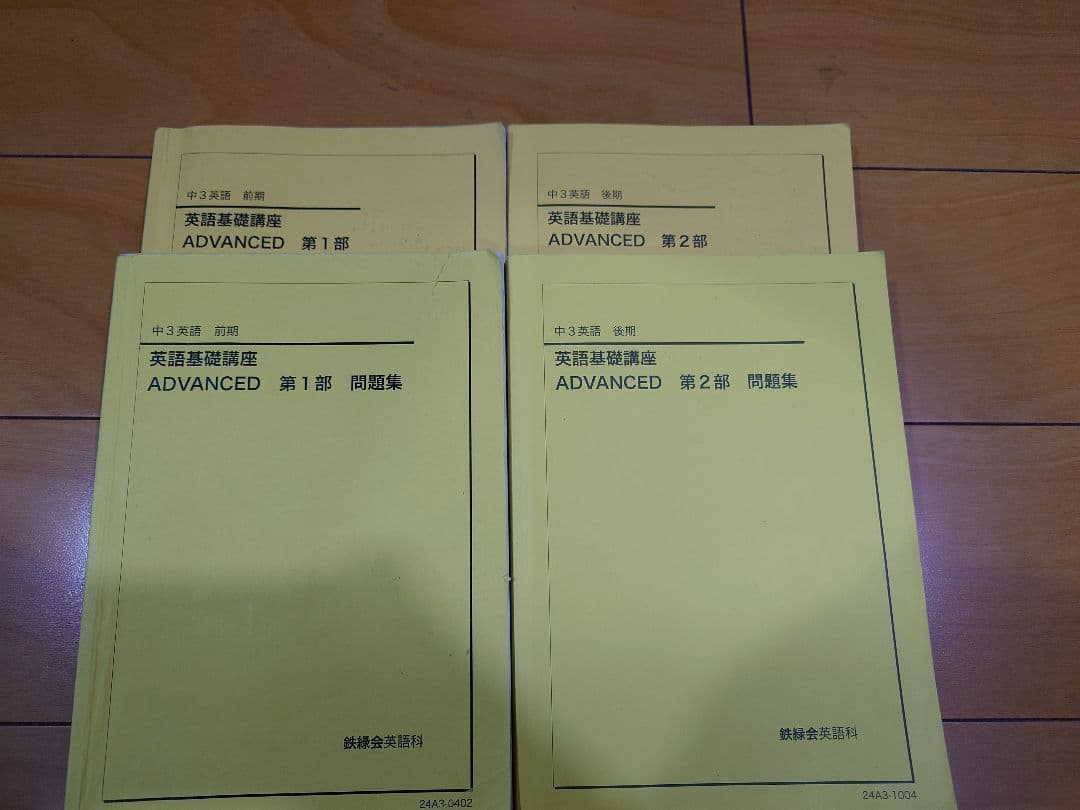 中3英語 前期
英語基礎講座
ADVANCED 第1部
中3英語 後期
英語基礎講座
ADVANCED 第2部
中3英語 前期
英語基礎講座
ADVANCED 第1部 問題集
鉄緑会英語科
24A3-0402
中3英語 後期
英語基礎講座
ADVANCED 第2部 問題集
鉄緑会英語科
24A3-1004